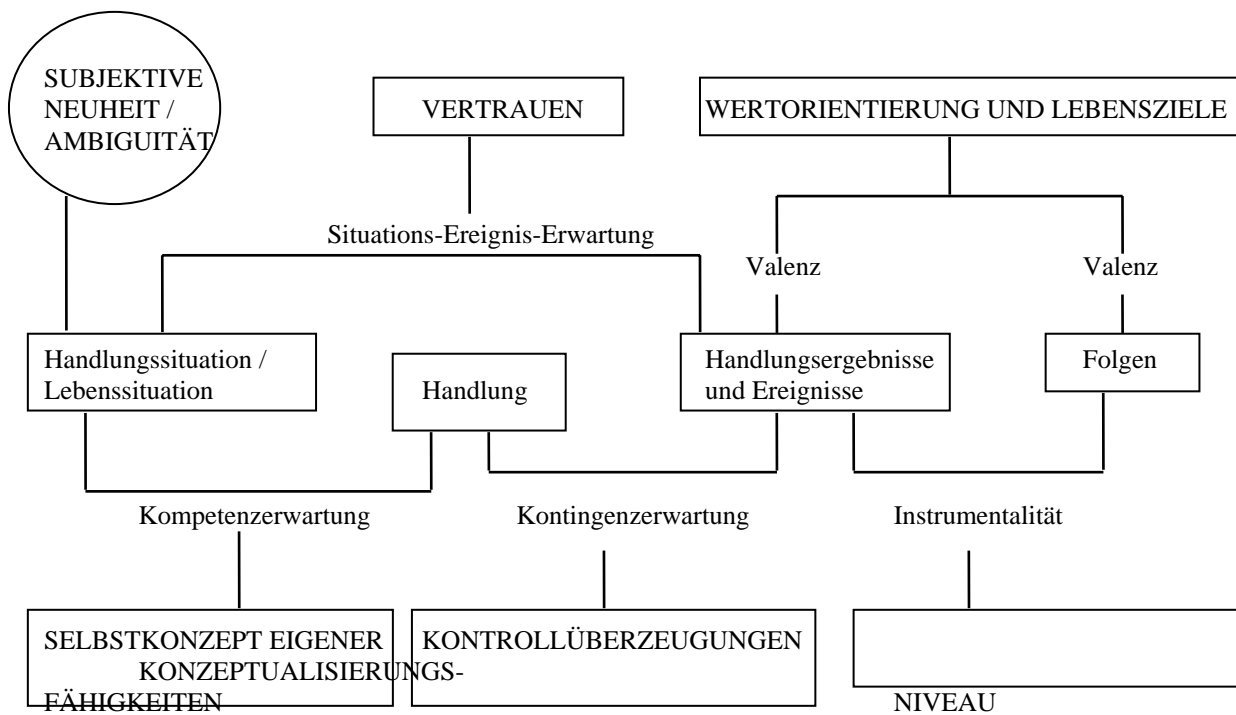 SUBJEKTIVE
NEUHEIT /
AMBIGUITÄT
VERTRAUEN
WERTORIENTIERUNG UND LEBENSZIELE
Situations-Ereignis-Erwartung
Valenz
Valenz
Handlungssituation /
Lebenssituation
Handlung
Handlungsergebnisse
und Ereignisse
Folgen
Kompetenzerwartung
Kontingenzerwartung
Instrumentalität
SELBSTKONZEPT EIGENER
KONZEPTUALISIERUNGS-
FÄHIGKEITEN
KONTROLLÜBERZEUGUNGEN
NIVEAU